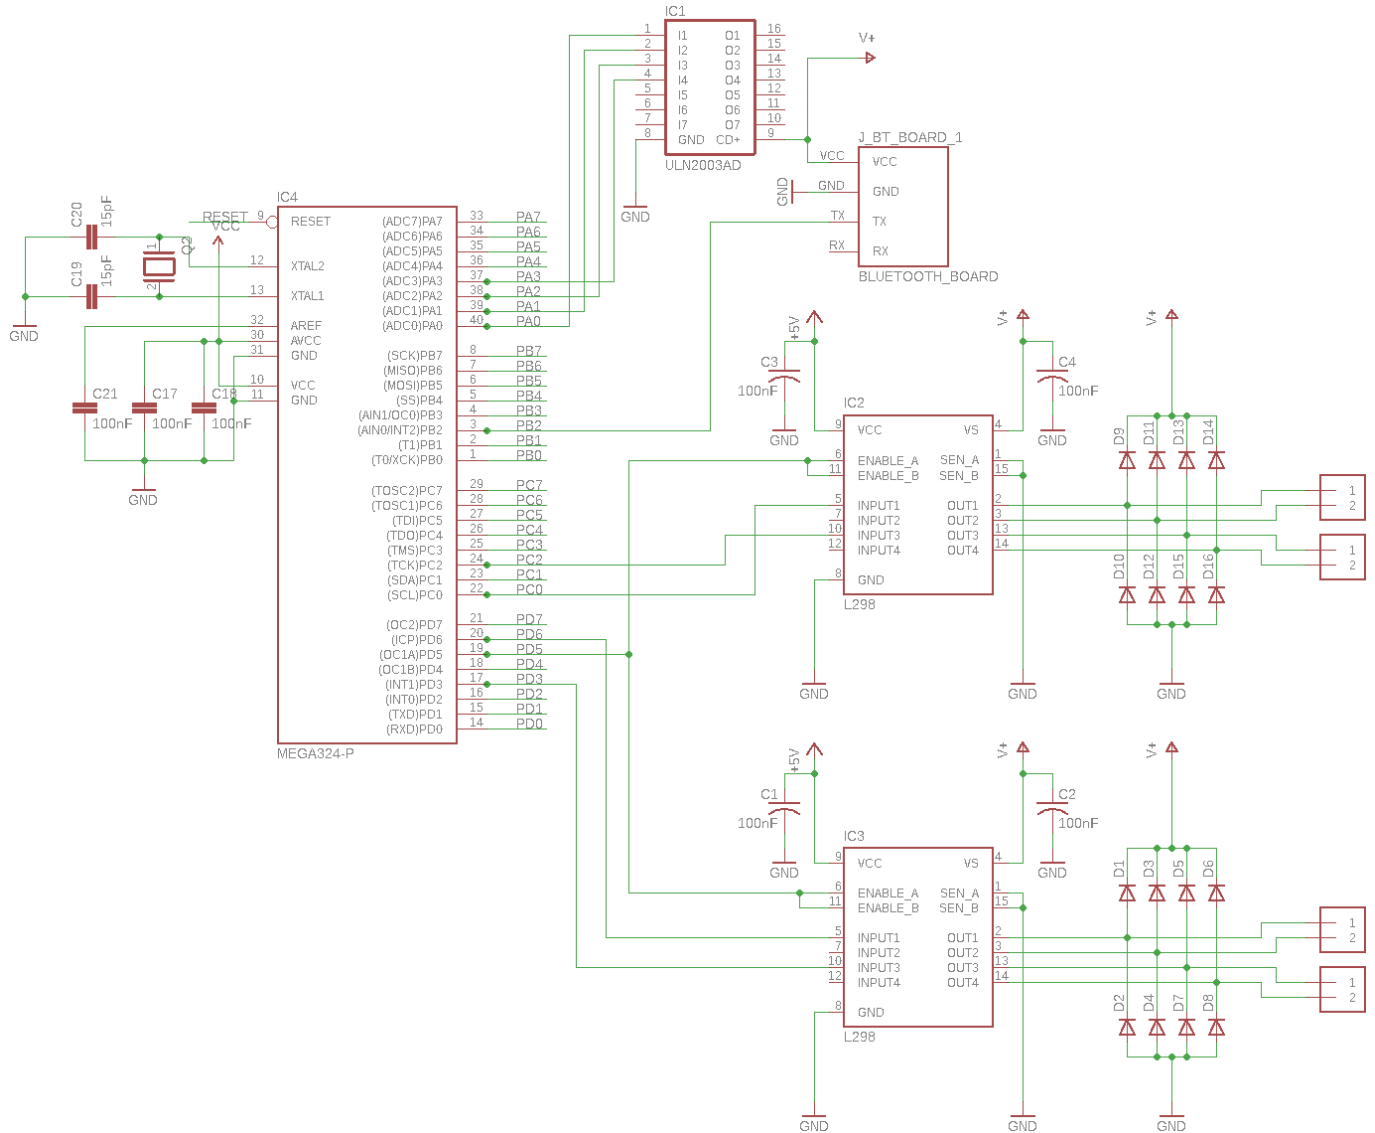 IC1
1 I1 O1 16
2 I2 O2 15
3 I3 O3 14
4 I4 O4 13
5 I5 O5 12
6 I6 O6 11
7 I7 O7 10
8 GND CD+ 9
ULN2003AD
GND
V+
J_BT_BOARD_1
VCC VCC
GND GND GND
TX TX
RX RX
BLUETOOTH_BOARD
IC4
RESET 9 RESET
VCC
12 XTAL2
13 XTAL1
32 AREF
30 AVCC
31 GND
10 VCC
11 GND
C20 15pF
C19 15pF
1 Q2 2
GND
C21 100nF
C17 100nF
C18 100nF
GND
(ADC7)PA7 33 PA7
(ADC6)PA6 34 PA6
(ADC5)PA5 35 PA5
(ADC4)PA4 36 PA4
(ADC3)PA3 37 PA3
(ADC2)PA2 38 PA2
(ADC1)PA1 39 PA1
(ADC0)PA0 40 PA0
(SCK)PB7 8 PB7
(MISO)PB6 7 PB6
(MOSI)PB5 6 PB5
(SS)PB4 5 PB4
(AIN1/OC0)PB3 4 PB3
(AIN0/INT2)PB2 3 PB2
(T1)PB1 2 PB1
(T0/XCK)PB0 1 PB0
(TOSC2)PC7 29 PC7
(TOSC1)PC6 28 PC6
(TDI)PC5 27 PC5
(TDO)PC4 26 PC4
(TMS)PC3 25 PC3
(TCK)PC2 24 PC2
(SDA)PC1 23 PC1
(SCL)PC0 22 PC0
(OC2)PD7 21 PD7
(ICP)PD6 20 PD6
(OC1A)PD5 19 PD5
(OC1B)PD4 18 PD4
(INT1)PD3 17 PD3
(INT0)PD2 16 PD2
(TXD)PD1 15 PD1
(RXD)PD0 14 PD0
MEGA324-P
+5V
V+
V+
C3
100nF
GND
C4
100nF
GND
IC2
9 VCC VS 4
6 ENABLE_A SEN_A 1
11 ENABLE_B SEN_B 15
5 INPUT1 OUT1 2
7 INPUT2 OUT2 3
10 INPUT3 OUT3 13
12 INPUT4 OUT4 14
8 GND
L298
D9 D11 D13 D14
D10 D12 D15 D16
1
2
1
2
GND
GND
GND
+5V
V+
V+
C1
100nF
GND
C2
100nF
GND
IC3
9 VCC VS 4
6 ENABLE_A SEN_A 1
11 ENABLE_B SEN_B 15
5 INPUT1 OUT1 2
7 INPUT2 OUT2 3
10 INPUT3 OUT3 13
12 INPUT4 OUT4 14
8 GND
L298
D1 D3 D5 D6
D2 D4 D7 D8
1
2
1
2
GND
GND
GND